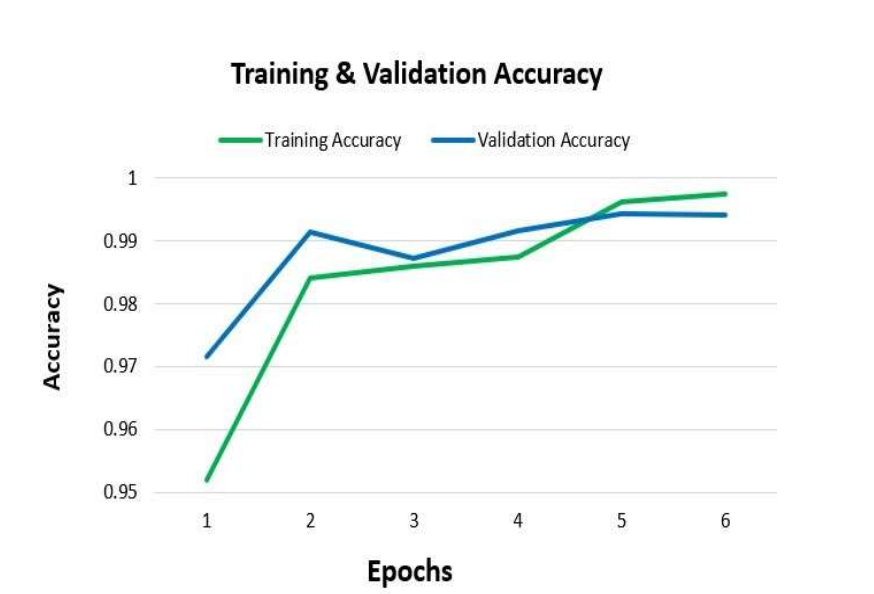 Training & Validation Accuracy
Training Accuracy Validation Accuracy
1
0.99
0.98
0.97
0.96
0.95
Accuracy
1 2 3 4 5 6
Epochs